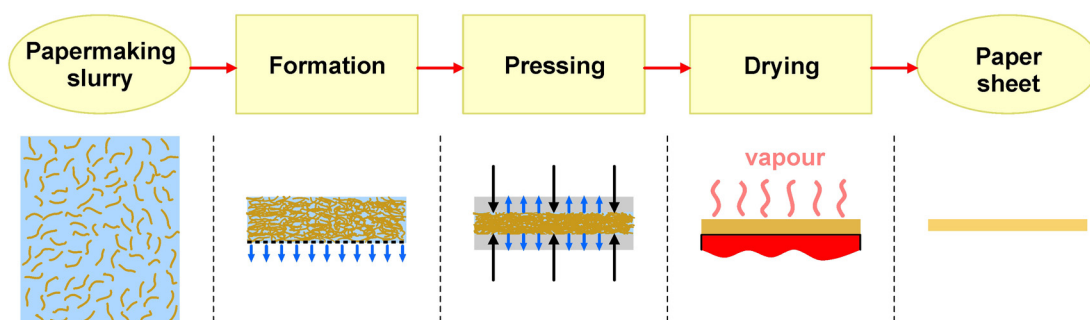 Papermaking
slurry
Formation
Pressing
Drying
Paper
sheet
vapour